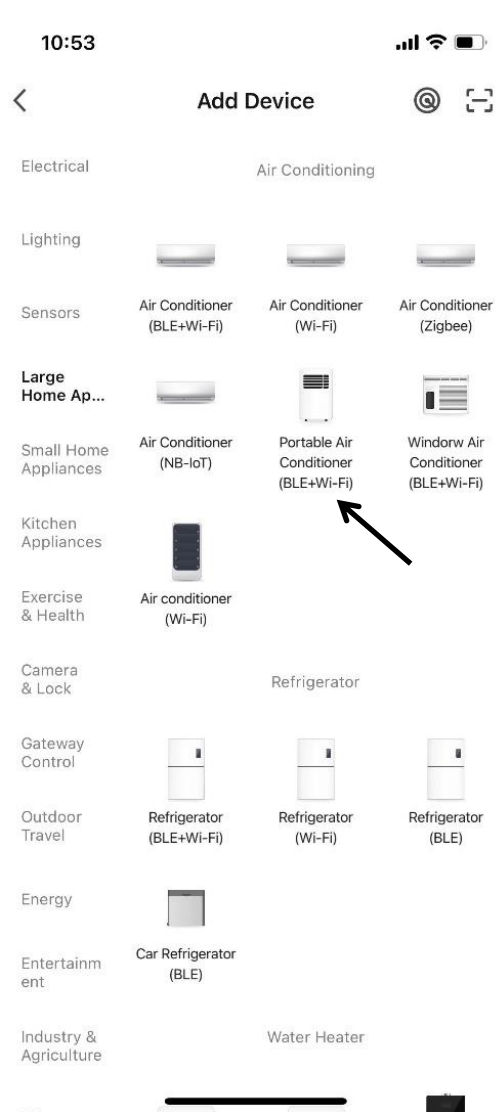 10:53
Add Device
Electrical
Lighting
Sensors
Large
Home Ap...
Small Home
Appliances
Kitchen
Appliances
Exercise
& Health
Camera
& Lock
Gateway
Control
Outdoor
Travel
Energy
Entertainm
ent
Industry &
Agriculture
Air Conditioning
Air Conditioner
(BLE+Wi-Fi)
Air Conditioner
(Wi-Fi)
Air Conditioner
(Zigbee)
Air Conditioner
(NB-IoT)
Portable Air
Conditioner
(BLE+Wi-Fi)
Windorw Air
Conditioner
(BLE+Wi-Fi)
Air conditioner
(Wi-Fi)
Refrigerator
Refrigerator
(BLE+Wi-Fi)
Refrigerator
(Wi-Fi)
Refrigerator
(BLE)
Car Refrigerator
(BLE)
Water Heater